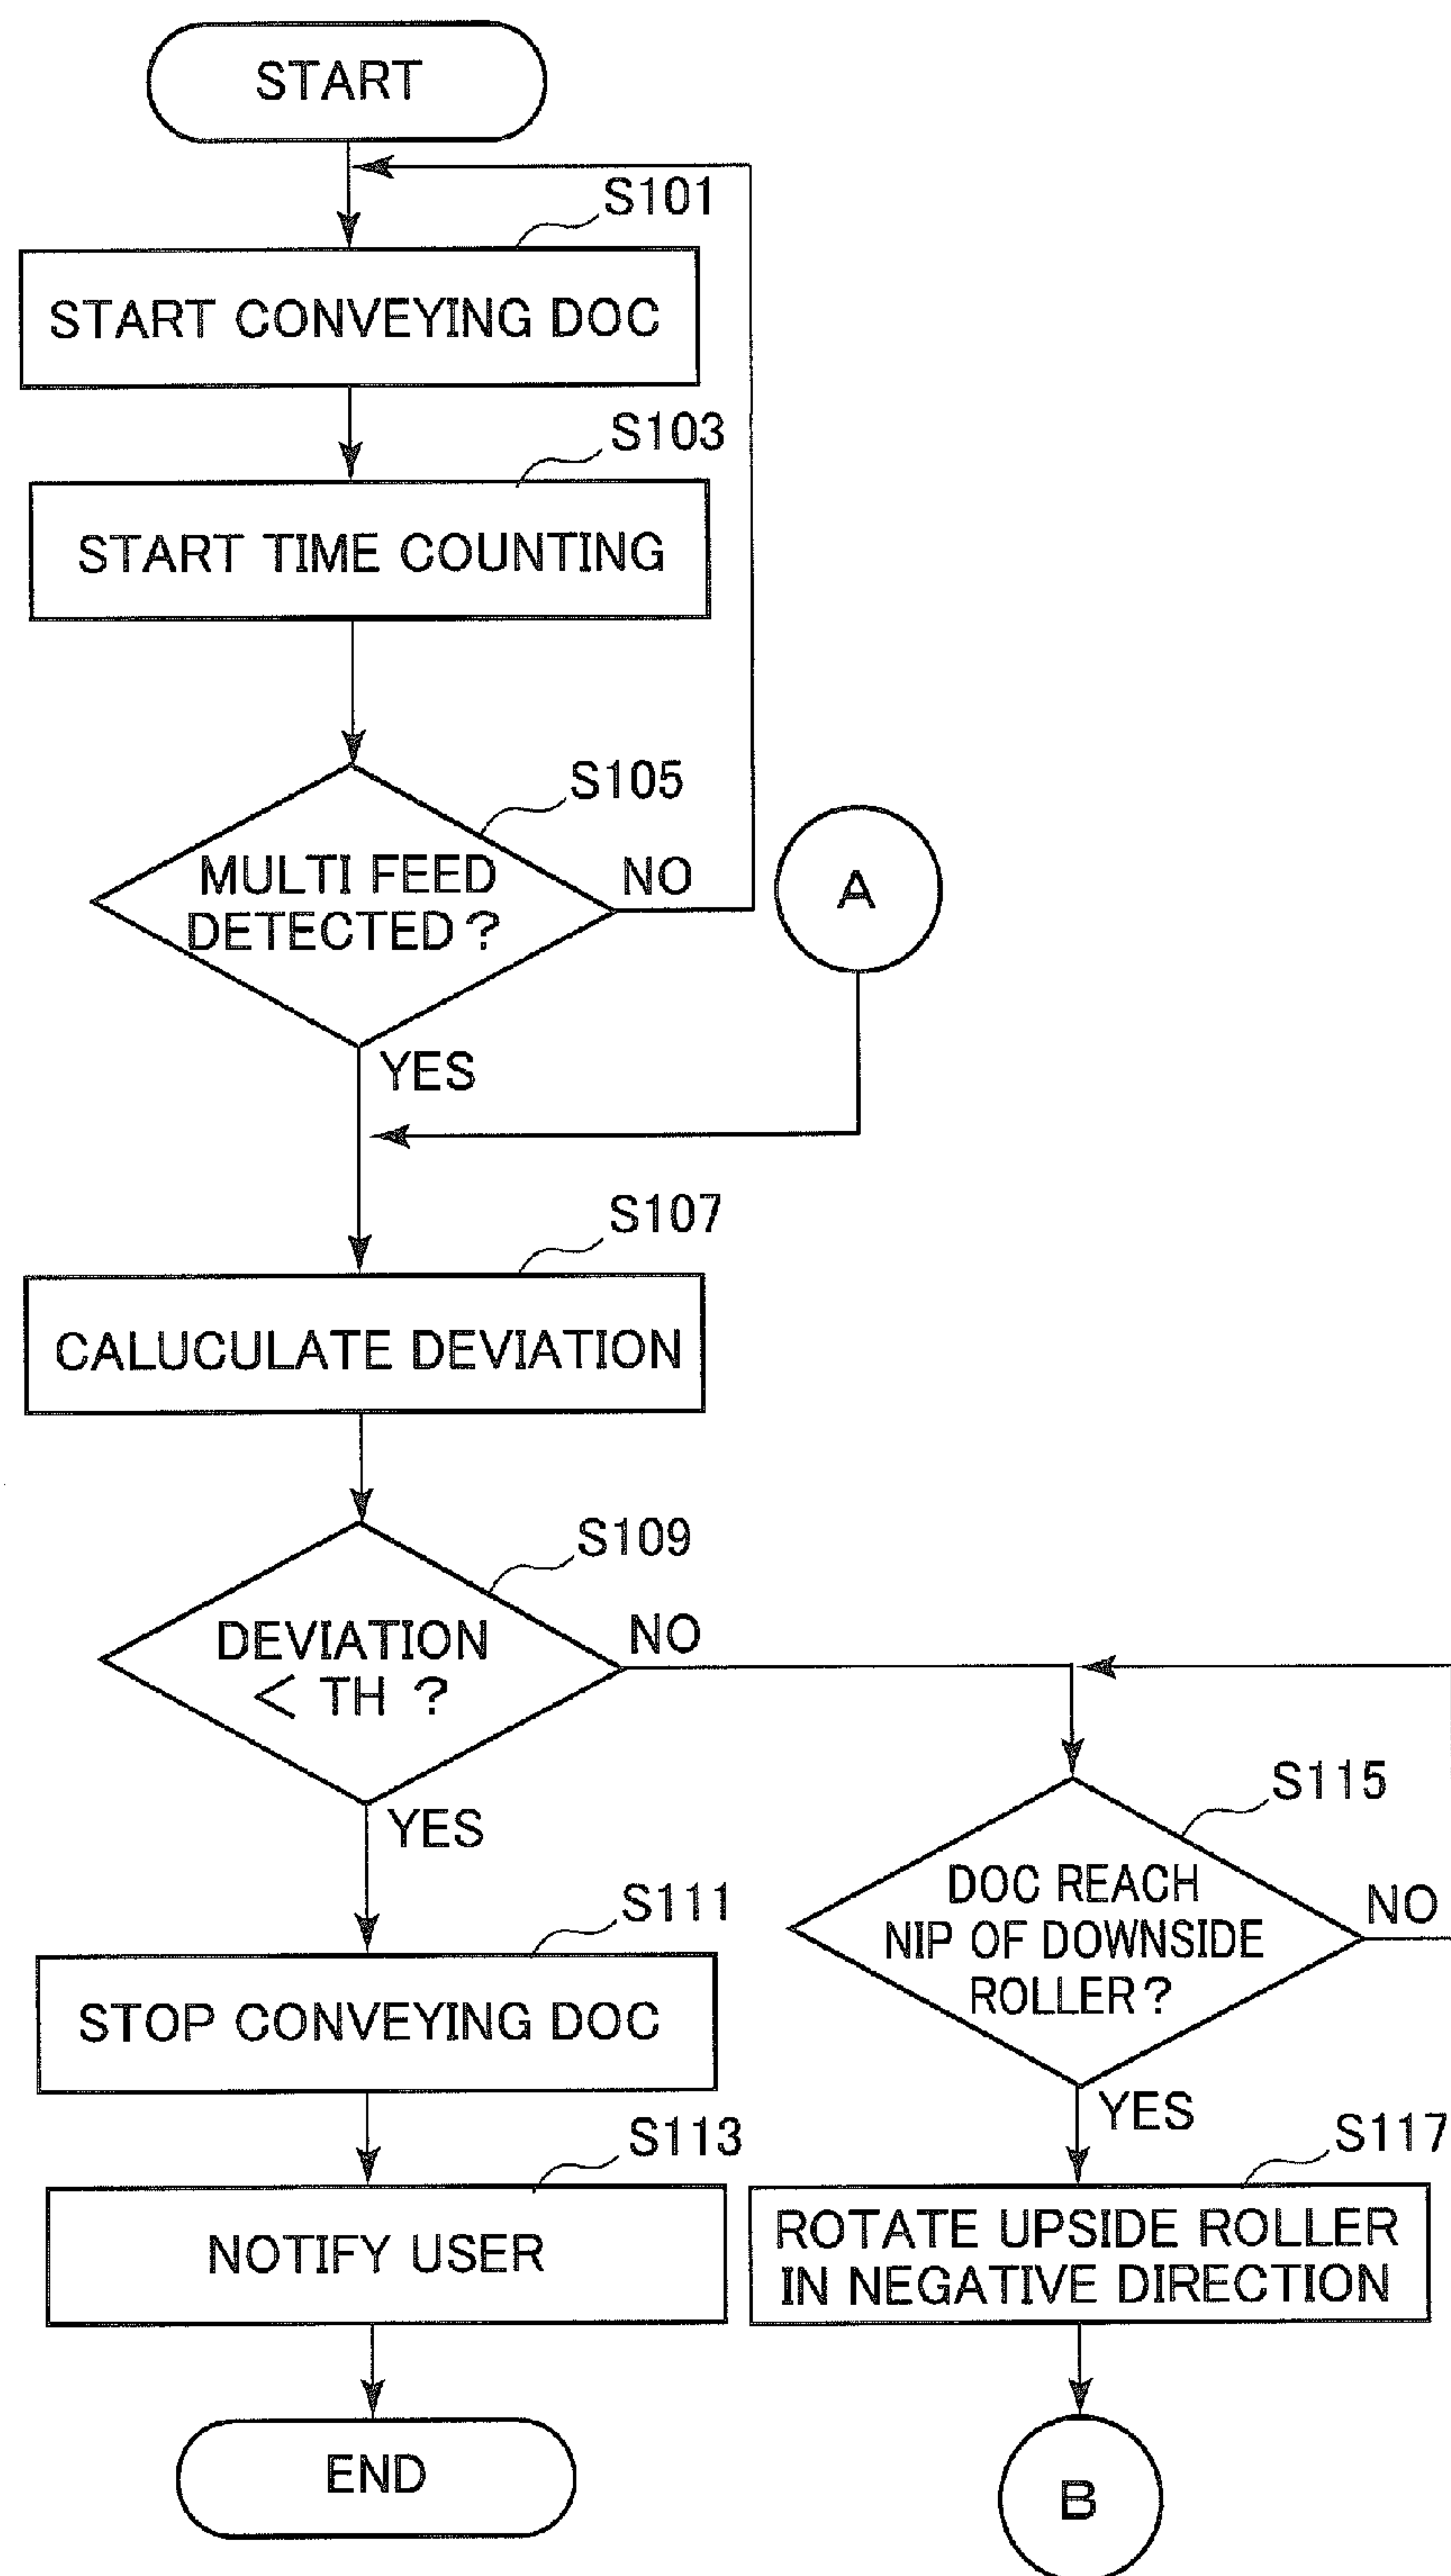 START
S101
START CONVEYING DOC
S103
START TIME COUNTING
S105
MULTI FEED
DETECTED?
NO
A
YES
S107
CALUCULATE DEVIATION
S109
DEVIATION
< TH ?
NO
YES
S115
DOC REACH
NIP OF DOWNSIDE
ROLLER?
NO
YES
S111
STOP CONVEYING DOC
S113
NOTIFY USER
END
S117
ROTATE UPSIDE ROLLER
IN NEGATIVE DIRECTION
B